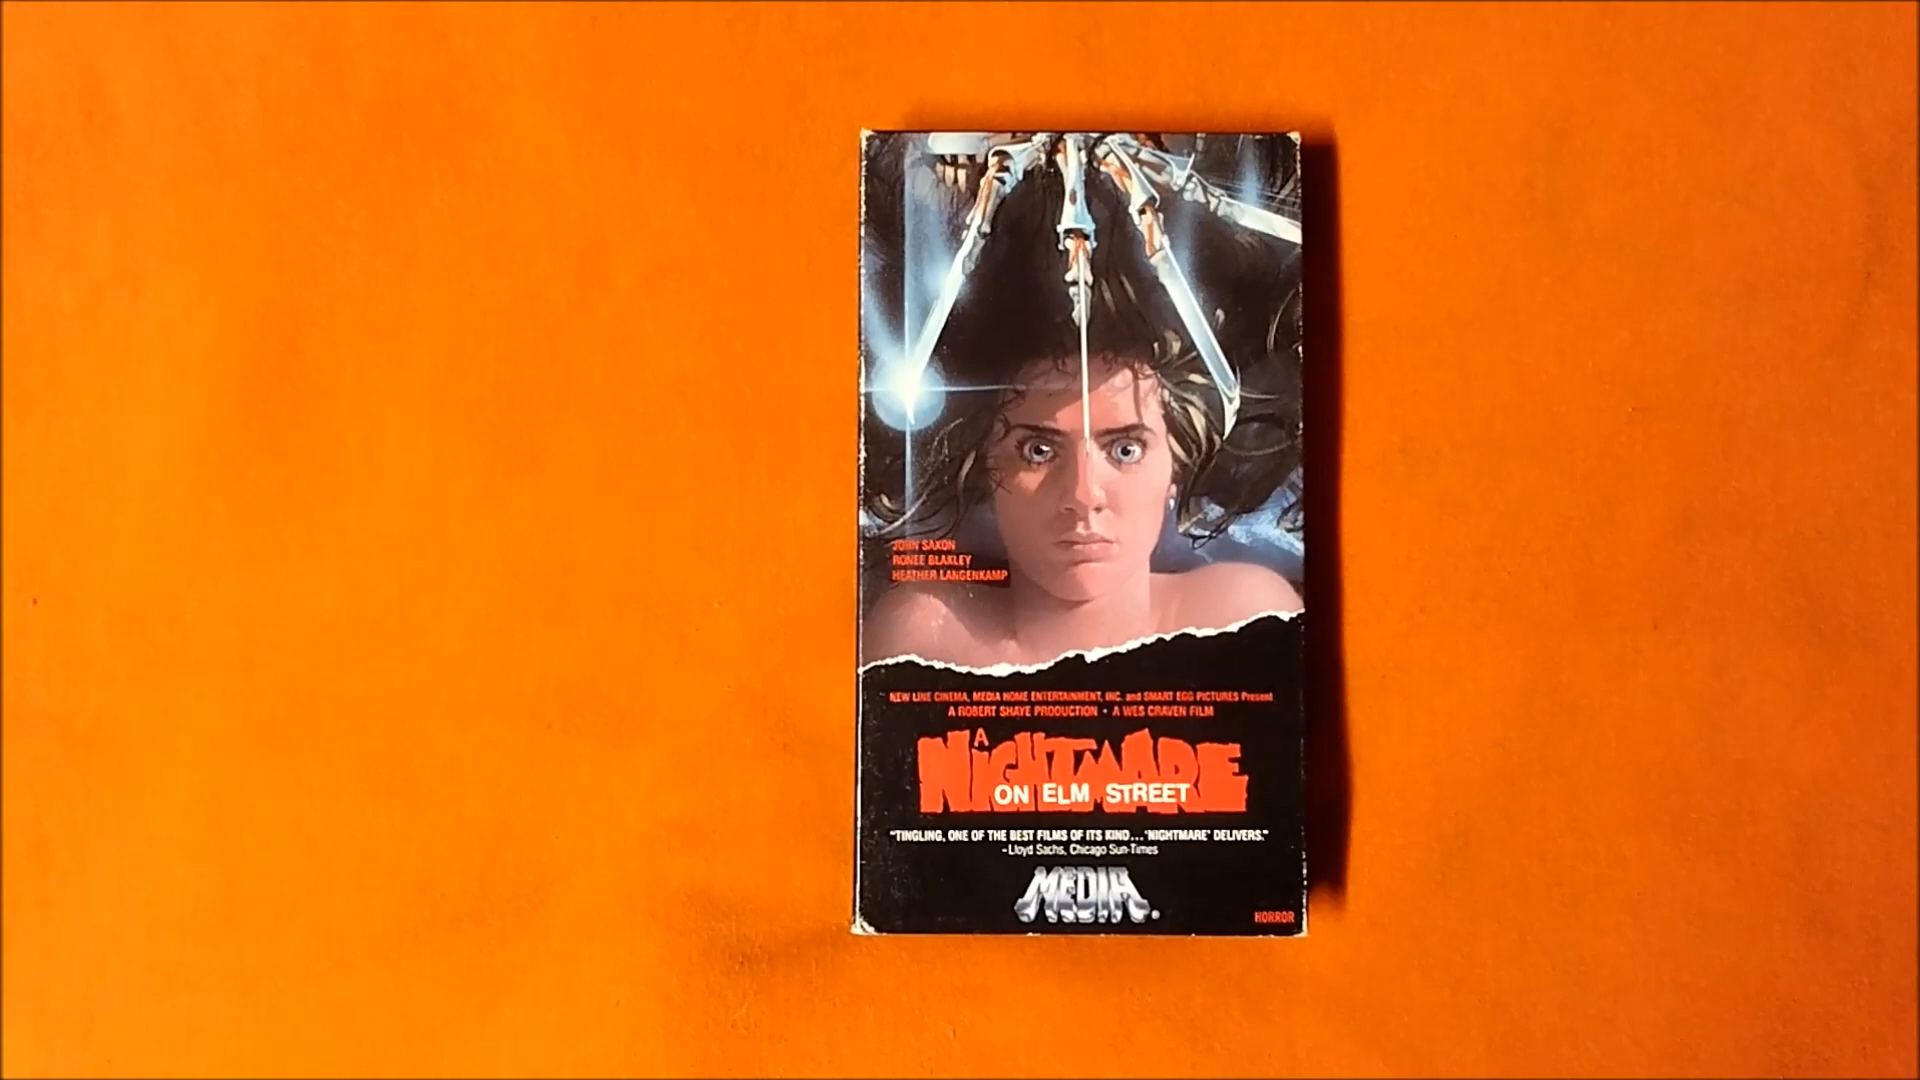 JOHN SAXON
RONEE BLAKLEY
HEATHER LANGENKAMP
NEW LINE CINEMA, MEDIA HOME ENTERTAINMENT, INC. and SMART EGG PICTURES Present
A ROBERT SHAYE PRODUCTION • A WES CRAVEN FILM
A
NIGHTMARE
ON ELM STREET
"TINGLING, ONE OF THE BEST FILMS OF ITS KIND...'NIGHTMARE' DELIVERS."
-Lloyd Sachs, Chicago Sun-Times
MEDIA®
HORROR